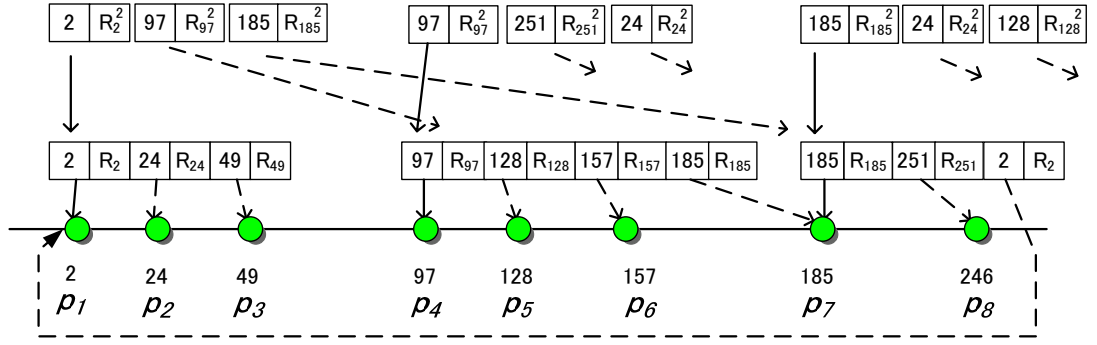 2 R₂² 97 R₉₇² 185 R₁₈₅² 97 R₉₇² 251 R₂₅₁² 24 R₂₄² 185 R₁₈₅² 24 R₂₄² 128 R₁₂₈²
2 R₂ 24 R₂₄ 49 R₄₉ 97 R₉₇ 128 R₁₂₈ 157 R₁₅₇ 185 R₁₈₅ 185 R₁₈₅ 251 R₂₅₁ 2 R₂
2 24 49 97 128 157 185 246
p₁ p₂ p₃ p₄ p₅ p₆ p₇ p₈